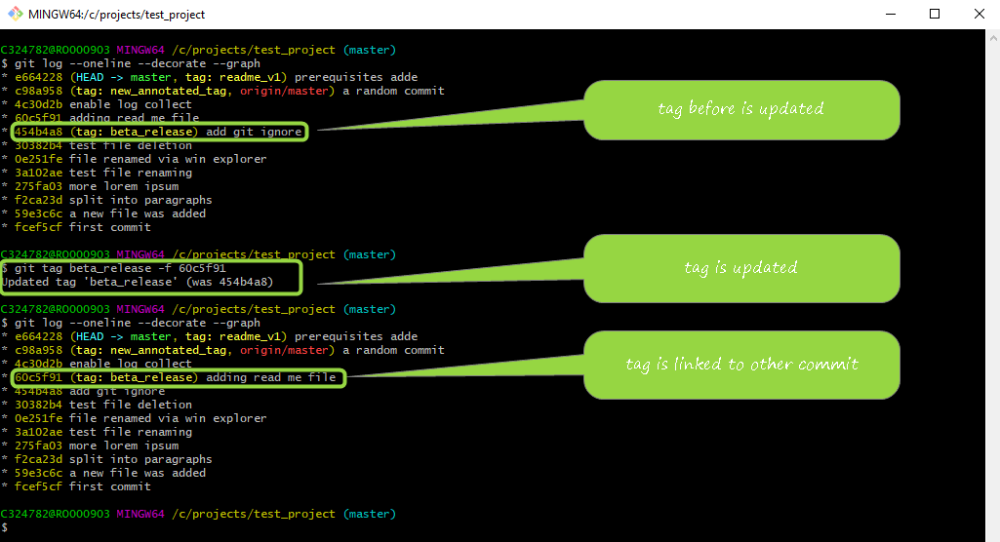 MINGW64:/c/projects/test_project
C324782@RO000903 MINGW64 /c/projects/test_project (master)
$ git log --oneline --decorate --graph
* e664228 (HEAD -> master, tag: readme_v1) prerequisites adde
* c98a958 (tag: new_annotated_tag, origin/master) a random commit
* 4c30d2b enable log collect
* 60c5f91 adding read me file
* 454b4a8 (tag: beta_release) add git ignore
* 30382b4 test file deletion
* 0e251fe file renamed via win explorer
* 3a102ae test file renaming
* 275fa03 more lorem ipsum
* f2ca23d split into paragraphs
* 59e3c6c a new file was added
* fcef5cf first commit
tag before is updated
C324782@RO000903 MINGW64 /c/projects/test_project (master)
$ git tag beta_release -f 60c5f91
Updated tag 'beta_release' (was 454b4a8)
tag is updated
C324782@RO000903 MINGW64 /c/projects/test_project (master)
$ git log --oneline --decorate --graph
* e664228 (HEAD -> master, tag: readme_v1) prerequisites adde
* c98a958 (tag: new_annotated_tag, origin/master) a random commit
* 4c30d2b enable log collect
* 60c5f91 (tag: beta_release) adding read me file
* 454b4a8 add git ignore
* 30382b4 test file deletion
* 0e251fe file renamed via win explorer
* 3a102ae test file renaming
* 275fa03 more lorem ipsum
* f2ca23d split into paragraphs
* 59e3c6c a new file was added
* fcef5cf first commit
tag is linked to other commit
C324782@RO000903 MINGW64 /c/projects/test_project (master)
$